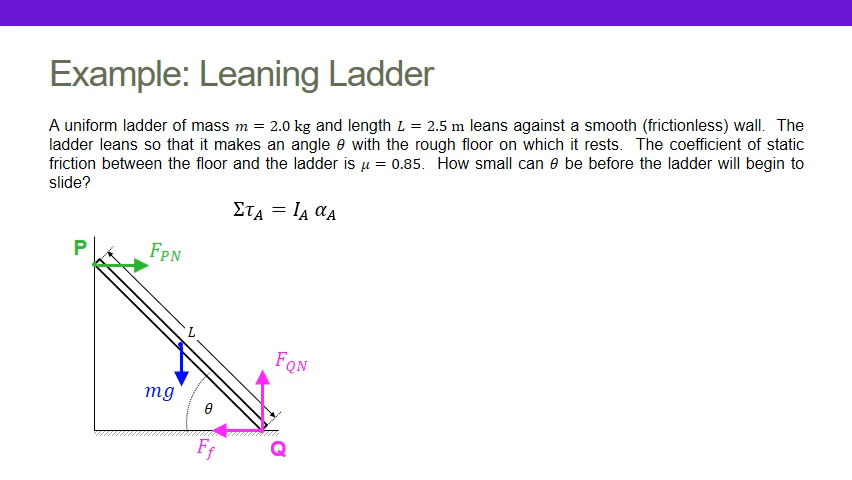 Example: Leaning Ladder
A uniform ladder of mass m = 2.0 kg and length L = 2.5 m leans against a smooth (frictionless) wall. The
ladder leans so that it makes an angle θ with the rough floor on which it rests. The coefficient of static
friction between the floor and the ladder is μ = 0.85. How small can θ be before the ladder will begin to
slide?
Στ_A = I_A α_A
P
F_PN
L
F_QN
mg
θ
F_f
Q